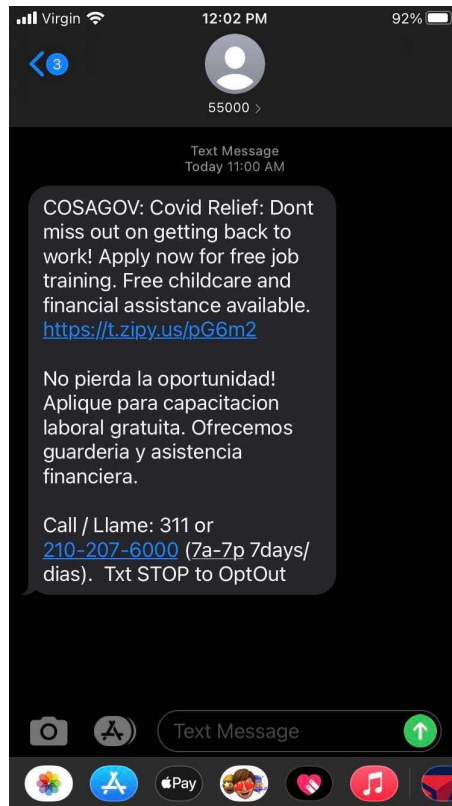 Virgin 12:02 PM 92%
3
55000 >
Text Message
Today 11:00 AM
COSAGOV: Covid Relief: Dont
miss out on getting back to
work! Apply now for free job
training. Free childcare and
financial assistance available.
https://t.zipy.us/pG6m2
No pierda la oportunidad!
Aplique para capacitacion
laboral gratuita. Ofrecemos
guarderia y asistencia
financiera.
Call / Llame: 311 or
210-207-6000 (7a-7p 7days/
dias).  Txt STOP to OptOut
Text Message
Pay